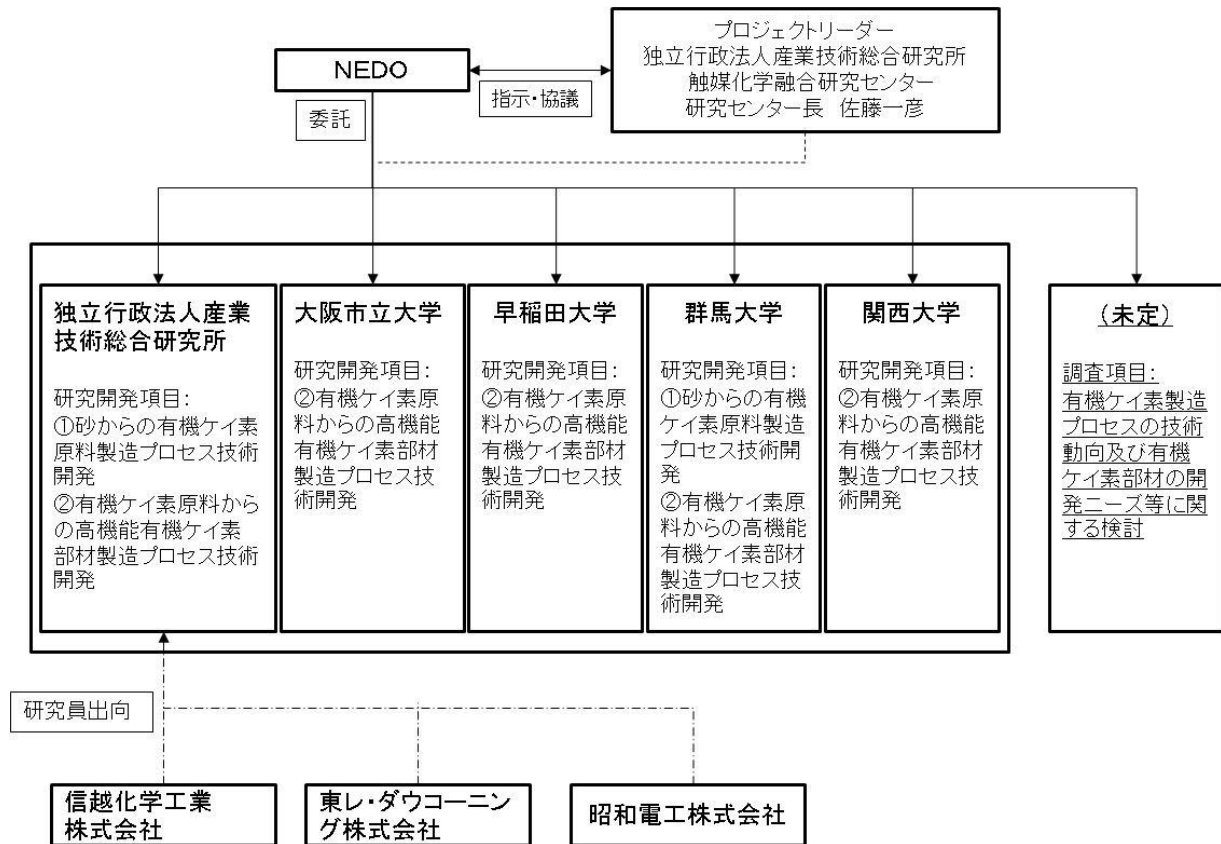 プロジェクトリーダー
独立行政法人産業技術総合研究所
触媒化学融合研究センター
研究センター長 佐藤一彦
NEDO
指示・協議
委託
独立行政法人産業
技術総合研究所
研究開発項目:
①砂からの有機ケイ素
原料製造プロセス技術
開発
②有機ケイ素原料から
の高機能有機ケイ素
部材製造プロセス技術
開発
大阪市立大学
研究開発項目:
②有機ケイ素原
料からの高機能
有機ケイ素部材
製造プロセス技
術開発
早稲田大学
研究開発項目:
②有機ケイ素原
料からの高機能
有機ケイ素部材
製造プロセス技
術開発
群馬大学
研究開発項目:
①砂からの有機
ケイ素原料製造
プロセス技術開
発
②有機ケイ素原
料からの高機能
有機ケイ素部材
製造プロセス技
術開発
関西大学
研究開発項目:
②有機ケイ素原
料からの高機能
有機ケイ素部材
製造プロセス技
術開発
(未定)
調査項目:
有機ケイ素製造
プロセスの技術
動向及び有機
ケイ素部材の開
発ニーズ等に関
する検討
研究員出向
信越化学工業
株式会社
東レ・ダウコーニン
グ株式会社
昭和電工株式会社